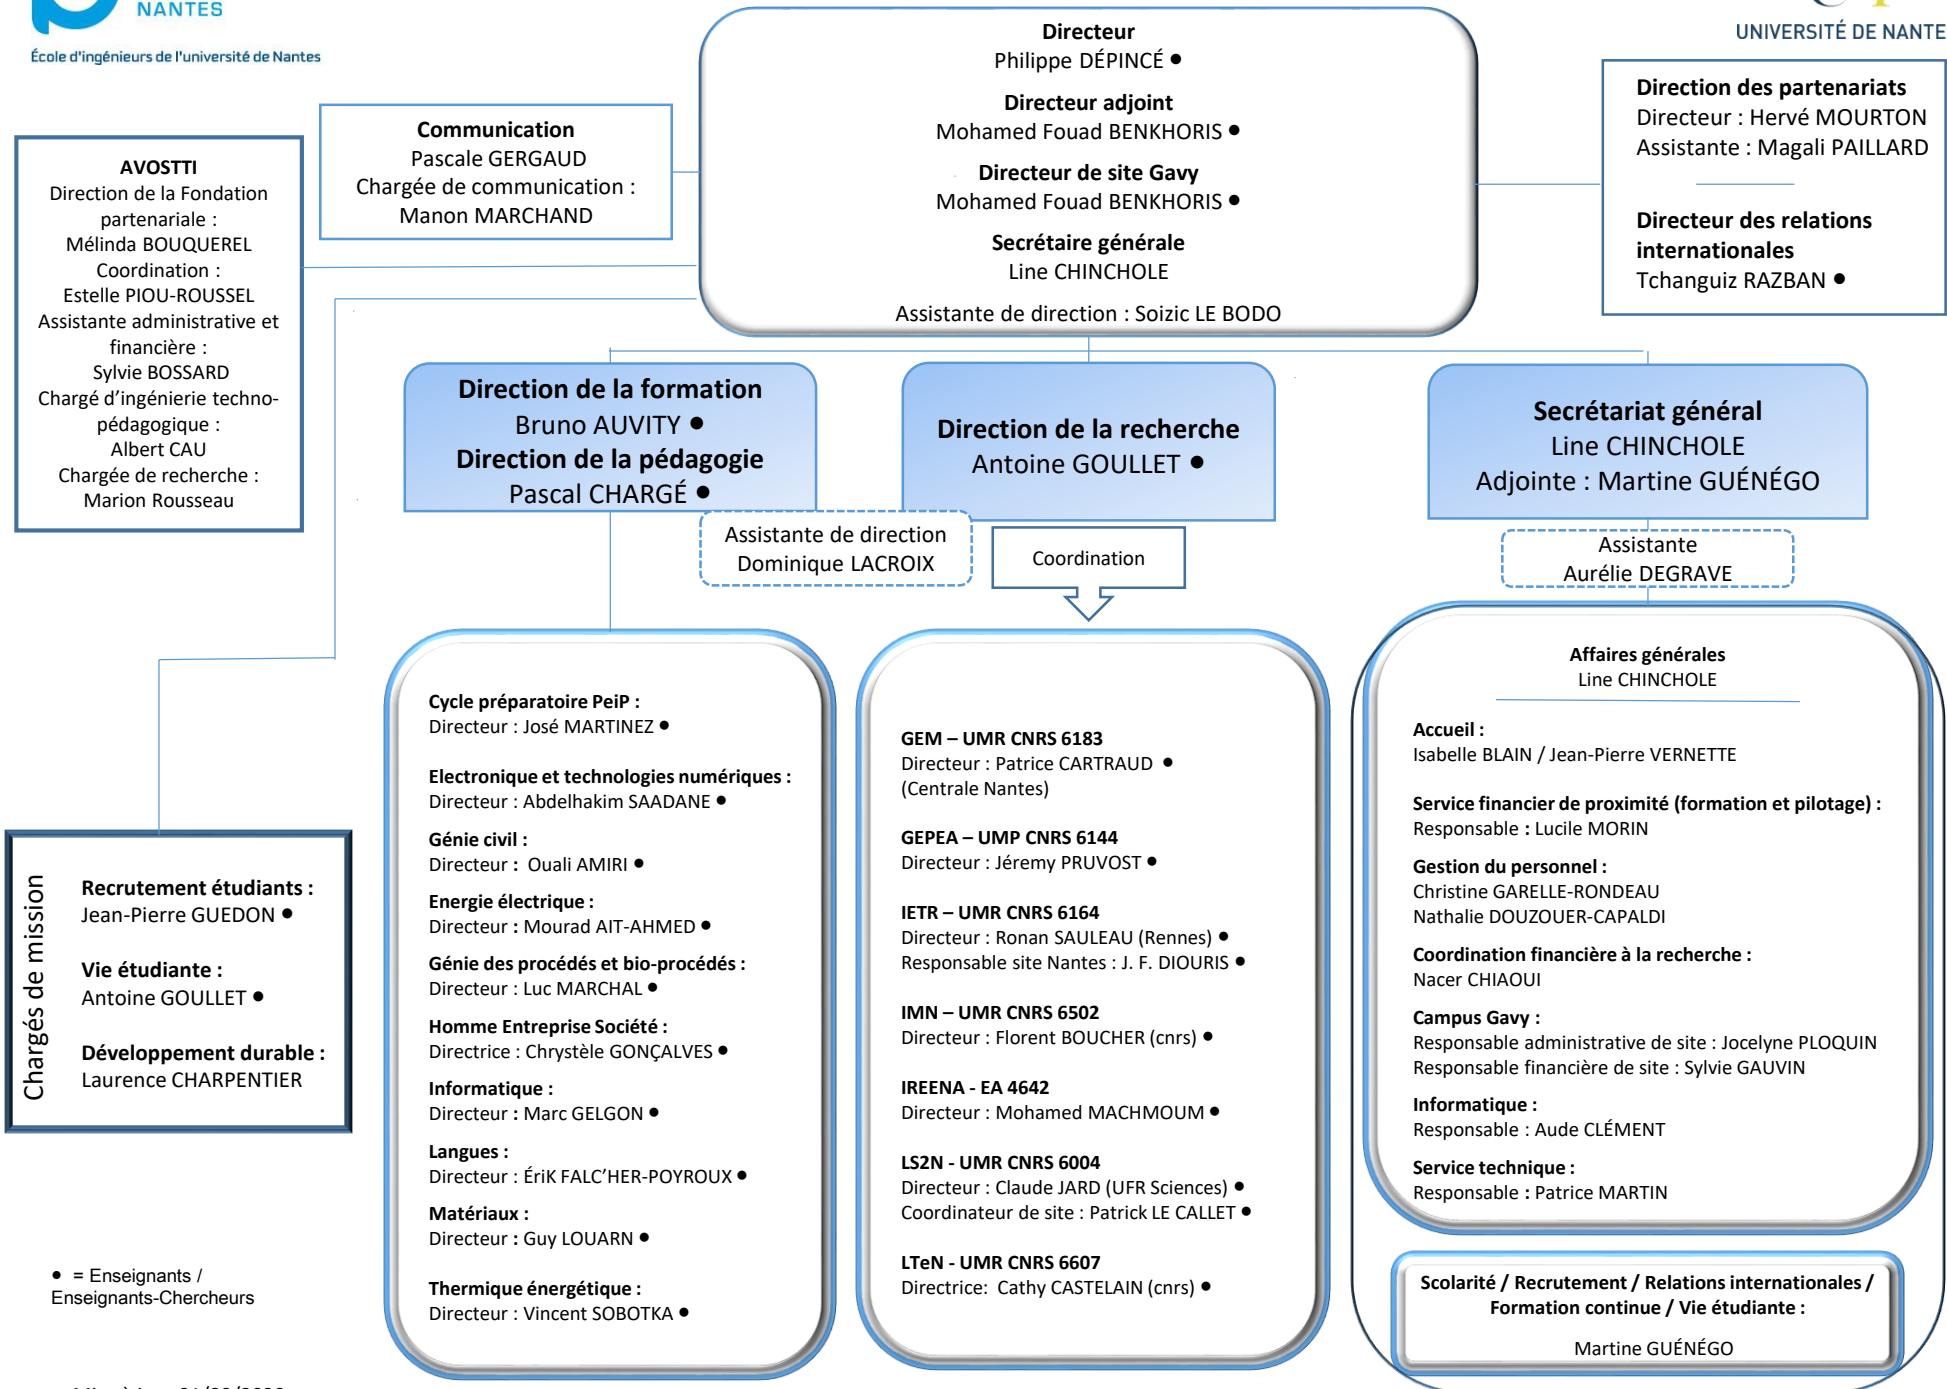 NANTES
École d'ingénieurs de l'université de Nantes
UNIVERSITÉ DE NANTE
Directeur
Philippe DÉPINCÉ ●
Directeur adjoint
Mohamed Fouad BENKHORIS ●
Directeur de site Gavy
Mohamed Fouad BENKHORIS ●
Secrétaire générale
Line CHINCHOLE
Assistante de direction : Soizic LE BODO
Direction des partenariats
Directeur : Hervé MOURTON
Assistante : Magali PAILLARD
Directeur des relations
internationales
Tchanguiz RAZBAN ●
Communication
Pascale GERGAUD
Chargée de communication :
Manon MARCHAND
AVOSTTI
Direction de la Fondation
partenariale :
Mélinda BOUQUEREL
Coordination :
Estelle PIOU-ROUSSEL
Assistante administrative et
financière :
Sylvie BOSSARD
Chargé d’ingénierie techno-
pédagogique :
Albert CAU
Chargée de recherche :
Marion Rousseau
Direction de la formation
Bruno AUVITY ●
Direction de la pédagogie
Pascal CHARGÉ ●
Direction de la recherche
Antoine GOULLET ●
Secrétariat général
Line CHINCHOLE
Adjointe : Martine GUÉNÉGO
Assistante de direction
Dominique LACROIX
Coordination
Assistante
Aurélie DEGRAVE
Chargés de mission
Recrutement étudiants :
Jean-Pierre GUEDON ●
Vie étudiante :
Antoine GOULLET ●
Développement durable :
Laurence CHARPENTIER
Cycle préparatoire PeiP :
Directeur : José MARTINEZ ●
Electronique et technologies numériques :
Directeur : Abdelhakim SAADANE ●
Génie civil :
Directeur : Ouali AMIRI ●
Energie électrique :
Directeur : Mourad AIT-AHMED ●
Génie des procédés et bio-procédés :
Directeur : Luc MARCHAL ●
Homme Entreprise Société :
Directrice : Chrystèle GONÇALVES ●
Informatique :
Directeur : Marc GELGON ●
Langues :
Directeur : ÉriK FALC’HER-POYROUX ●
Matériaux :
Directeur : Guy LOUARN ●
Thermique énergétique :
Directeur : Vincent SOBOTKA ●
GEM – UMR CNRS 6183
Directeur : Patrice CARTRAUD ●
(Centrale Nantes)
GEPEA – UMP CNRS 6144
Directeur : Jéremy PRUVOST ●
IETR – UMR CNRS 6164
Directeur : Ronan SAULEAU (Rennes) ●
Responsable site Nantes : J. F. DIOURIS ●
IMN – UMR CNRS 6502
Directeur : Florent BOUCHER (cnrs) ●
IREENA - EA 4642
Directeur : Mohamed MACHMOUM ●
LS2N - UMR CNRS 6004
Directeur : Claude JARD (UFR Sciences) ●
Coordinateur de site : Patrick LE CALLET ●
LTeN - UMR CNRS 6607
Directrice: Cathy CASTELAIN (cnrs) ●
Affaires générales
Line CHINCHOLE
Accueil :
Isabelle BLAIN / Jean-Pierre VERNETTE
Service financier de proximité (formation et pilotage) :
Responsable : Lucile MORIN
Gestion du personnel :
Christine GARELLE-RONDEAU
Nathalie DOUZOUER-CAPALDI
Coordination financière à la recherche :
Nacer CHIAOUI
Campus Gavy :
Responsable administrative de site : Jocelyne PLOQUIN
Responsable financière de site : Sylvie GAUVIN
Informatique :
Responsable : Aude CLÉMENT
Service technique :
Responsable : Patrice MARTIN
Scolarité / Recrutement / Relations internationales /
Formation continue / Vie étudiante :
Martine GUÉNÉGO
● = Enseignants /
Enseignants-Chercheurs